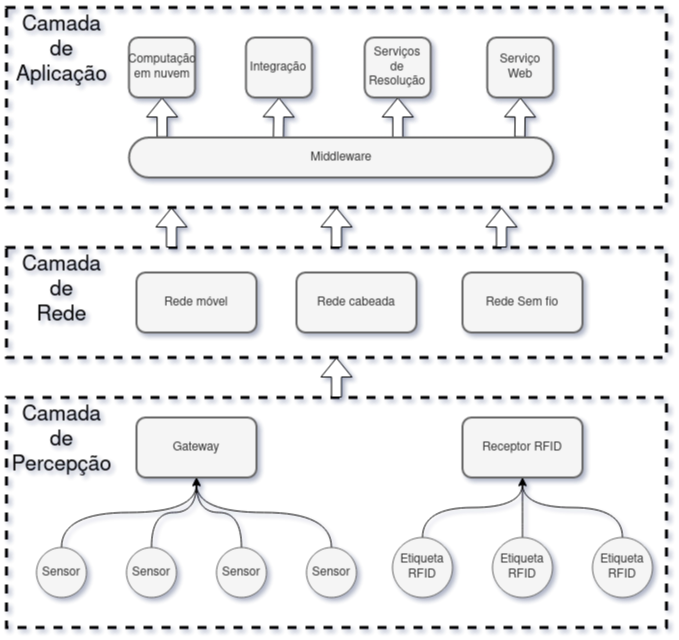 Camada
de
Aplicação
Computação
em nuvem
Integração
Serviços
de
Resolução
Serviço
Web
Middleware
Camada
de
Rede
Rede móvel
Rede cabeada
Rede Sem fio
Camada
de
Percepção
Gateway
Receptor RFID
Sensor
Sensor
Sensor
Sensor
Etiqueta
RFID
Etiqueta
RFID
Etiqueta
RFID